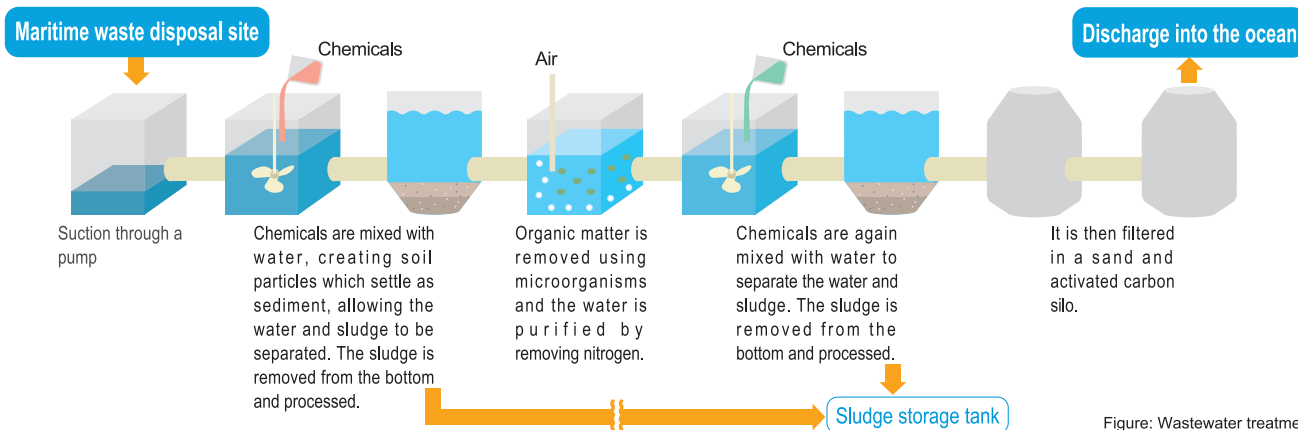 Maritime waste disposal site
Chemicals
Air
Chemicals
Discharge into the ocean
Suction through a
pump
Chemicals are mixed with
water, creating soil
particles which settle as
sediment, allowing the
water and sludge to be
separated. The sludge is
removed from the bottom
and processed.
Organic matter is
removed using
microorganisms
and the water is
purified by
removing nitrogen.
Chemicals are again
mixed with water to
separate the water and
sludge. The sludge is
removed from the
bottom and processed.
It is then filtered
in a sand and
activated carbon
silo.
Sludge storage tank
Figure: Wastewater treatme